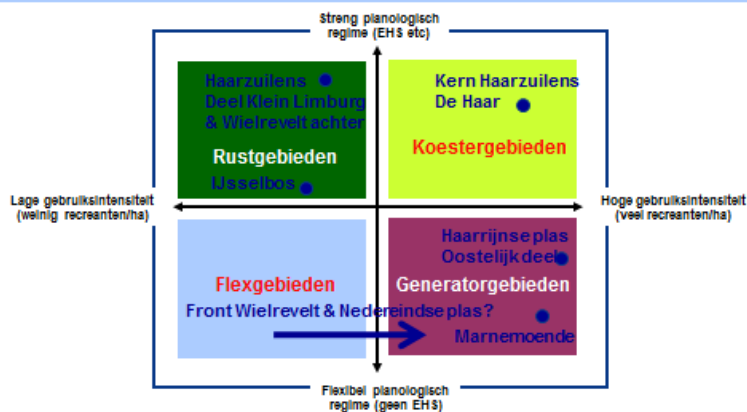 Streng planologisch
regime (EHS etc)
Haarzuilens
Deel Klein Limburg
& Wielrevelt achter
Rustgebieden
IJsselbos
Kern Haarzuilens
De Haar
Koestergebieden
Lage gebruiksintensiteit
(weinig recreanten/ha)
Hoge gebruiksintensiteit
(veel recreanten/ha)
Flexgebieden
Haarrijnse plas
Oostelijk deel
Generatorgebieden
Front Wielrevelt & Nedereindse plas?
Marnemoende
Flexibel planologisch
regime (geen EHS)